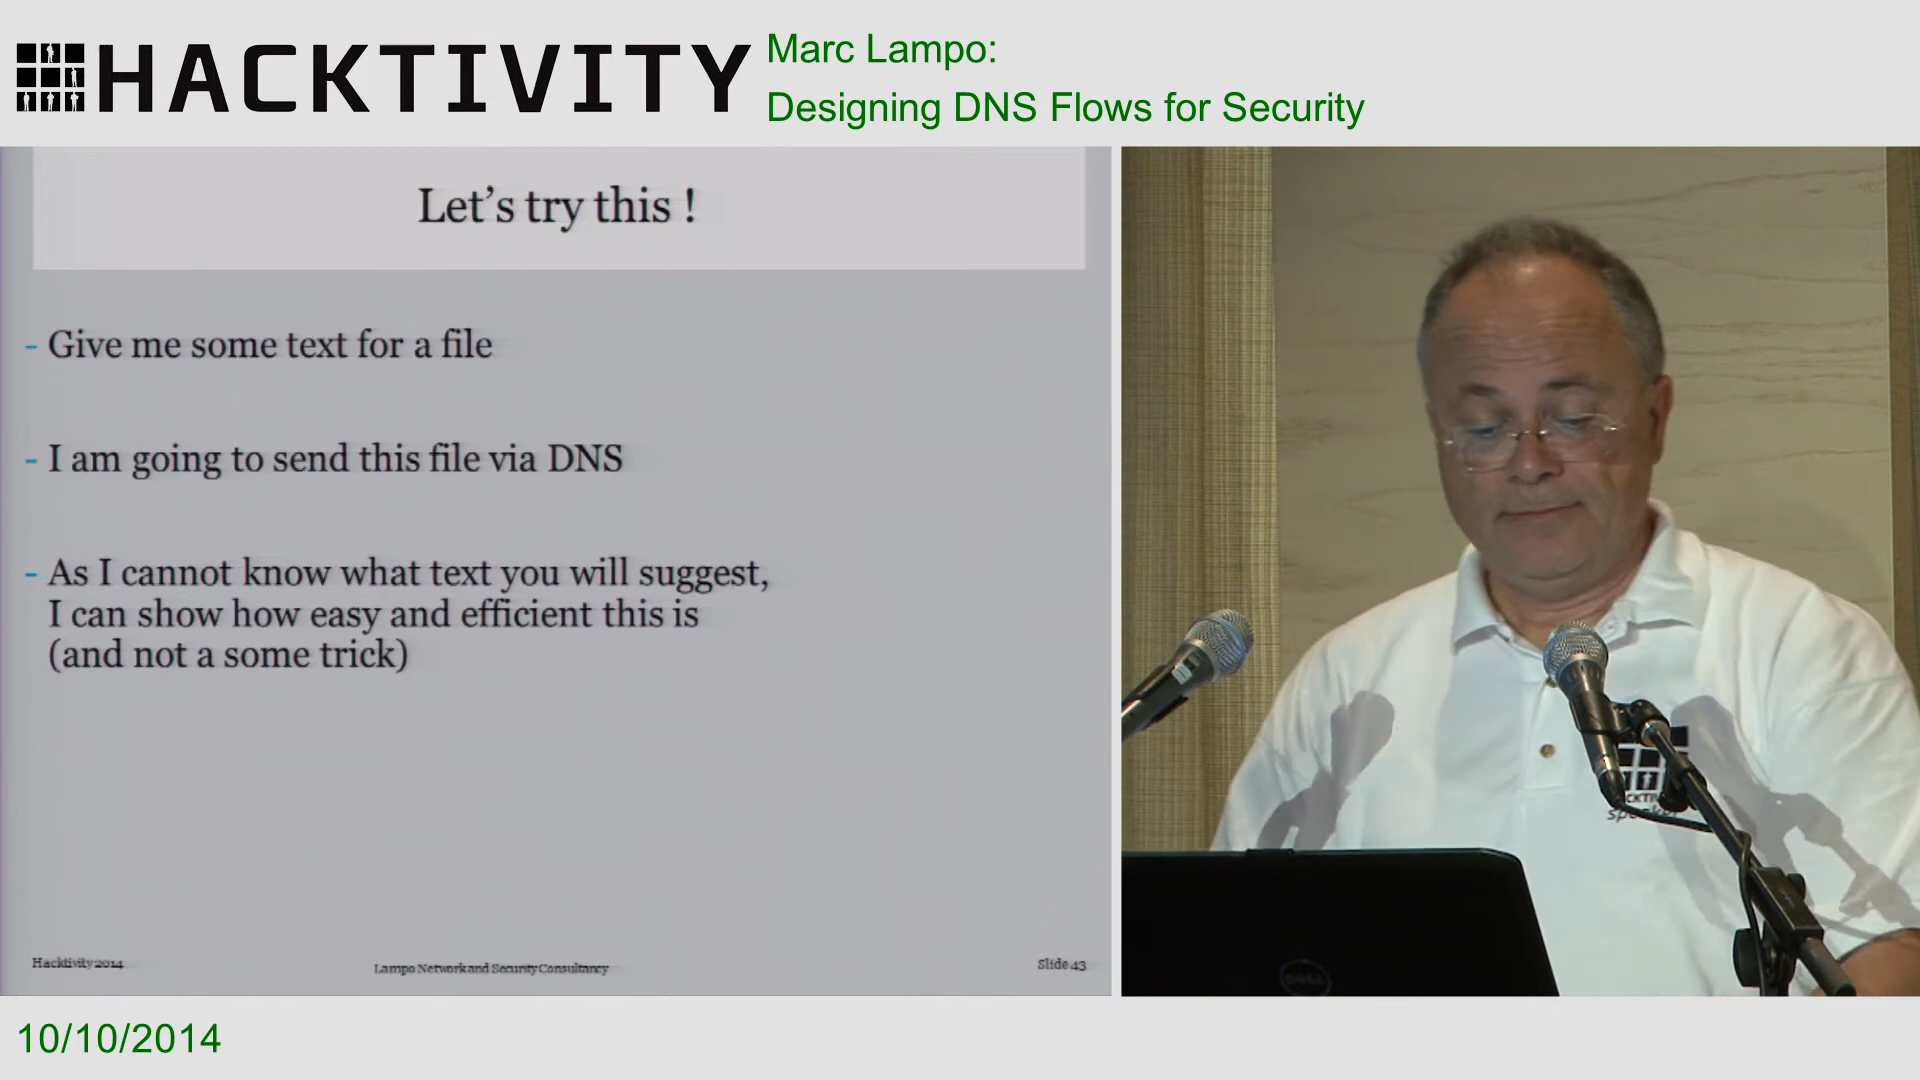 HACKTIVITY
Marc Lampo:
Designing DNS Flows for Security
Let's try this !
- Give me some text for a file
- I am going to send this file via DNS
- As I cannot know what text you will suggest,
I can show how easy and efficient this is
(and not a some trick)
Hacktivity 2014
Lampo Network and Security Consultancy
Slide 43
DELL
10/10/2014